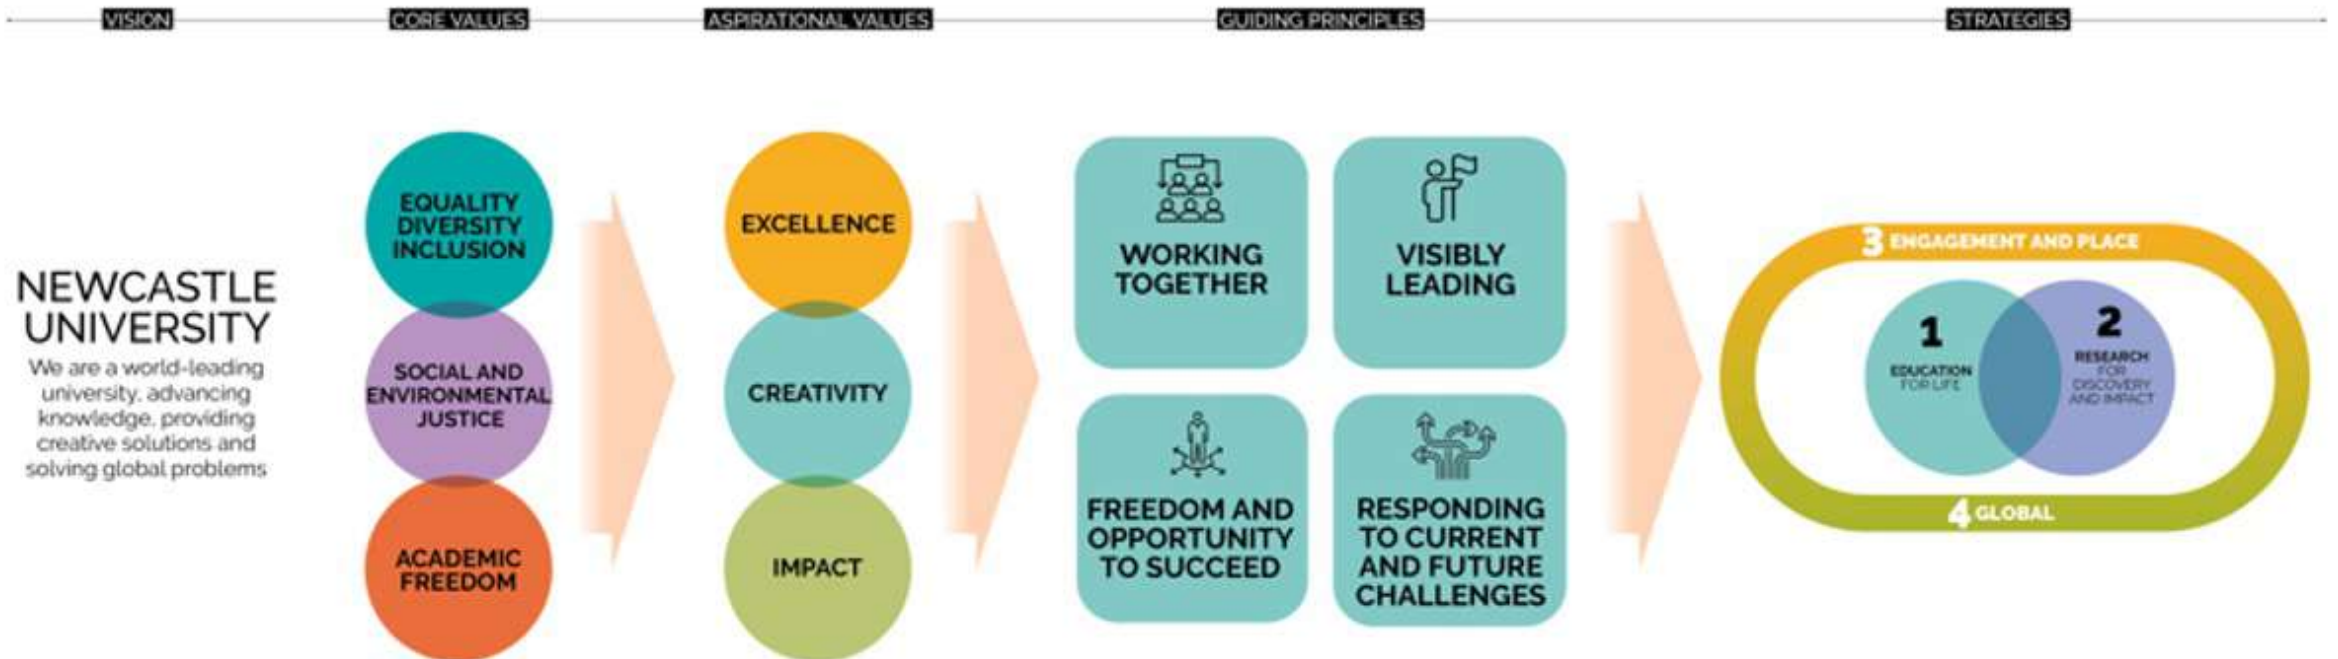 VISION
CORE VALUES
ASPIRATIONAL VALUES
GUIDING PRINCIPLES
STRATEGIES
NEWCASTLE
UNIVERSITY
We are a world-leading
university, advancing
knowledge, providing
creative solutions and
solving global problems
EQUALITY
DIVERSITY
INCLUSION
SOCIAL AND
ENVIRONMENTAL
JUSTICE
ACADEMIC
FREEDOM
EXCELLENCE
CREATIVITY
IMPACT
WORKING
TOGETHER
VISIBLY
LEADING
FREEDOM AND
OPPORTUNITY
TO SUCCEED
RESPONDING
TO CURRENT
AND FUTURE
CHALLENGES
3 ENGAGEMENT AND PLACE
1
EDUCATION
FOR LIFE
2
RESEARCH
FOR
DISCOVERY
AND IMPACT
4 GLOBAL